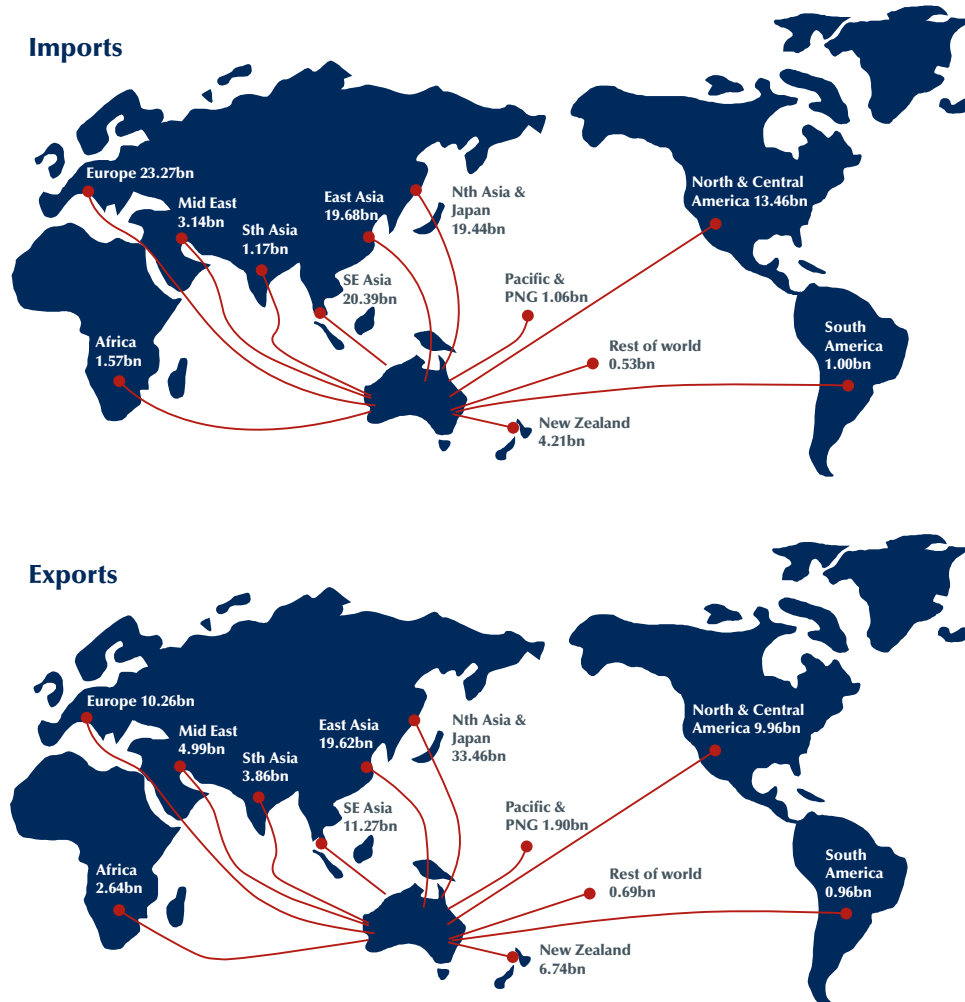 Imports
Europe 23.27bn
Mid East
3.14bn
Sth Asia
1.17bn
East Asia
19.68bn
Nth Asia &
Japan
19.44bn
North & Central
America 13.46bn
SE Asia
20.39bn
Pacific &
PNG 1.06bn
Africa
1.57bn
Rest of world
0.53bn
South
America
1.00bn
New Zealand
4.21bn
Exports
Europe 10.26bn
Mid East
4.99bn
Sth Asia
3.86bn
East Asia
19.62bn
Nth Asia &
Japan
33.46bn
North & Central
America 9.96bn
SE Asia
11.27bn
Pacific &
PNG 1.90bn
Africa
2.64bn
Rest of world
0.69bn
South
America
0.96bn
New Zealand
6.74bn